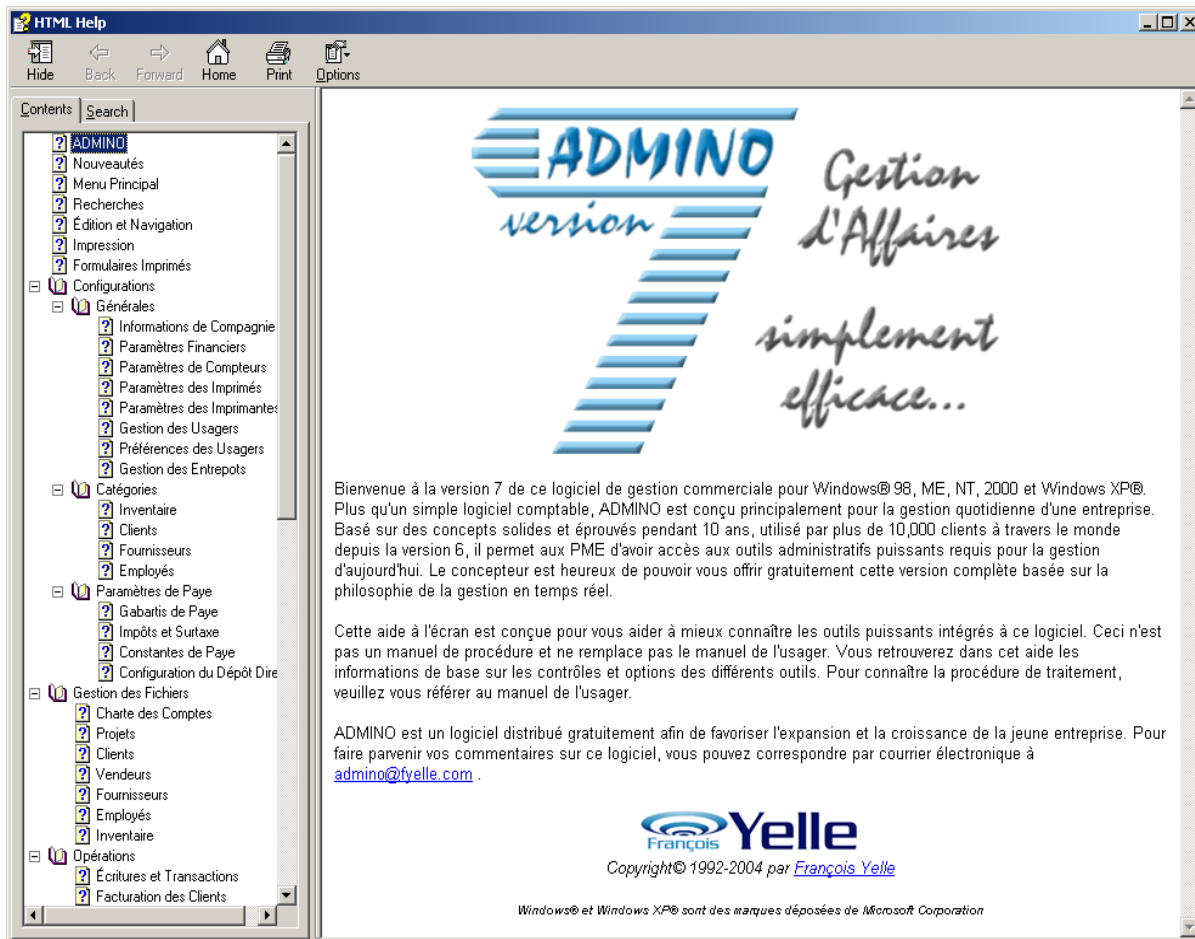 HTML Help
Hide
Back
Forward
Home
Print
Options
Contents
Search
ADMINO
Nouveautés
Menu Principal
Recherches
Édition et Navigation
Impression
Formulaires Imprimés
Configurations
Générales
Informations de Compagnie
Paramètres Financiers
Paramètres de Compteurs
Paramètres des Imprimés
Paramètres des Imprimantes
Gestion des Usagers
Préférences des Usagers
Gestion des Entrepots
Catégories
Inventaire
Clients
Fournisseurs
Employés
Paramètres de Paye
Gabartis de Paye
Impôts et Surtaxe
Constantes de Paye
Configuration du Dépôt Dire
Gestion des Fichiers
Charte des Comptes
Projets
Clients
Vendeurs
Fournisseurs
Employés
Inventaire
Opérations
Écritures et Transactions
Facturation des Clients
ADMINO
version
7
Gestion
d'Affaires
simplement
efficace...
Bienvenue à la version 7 de ce logiciel de gestion commerciale pour Windows® 98, ME, NT, 2000 et Windows XP®.
Plus qu'un simple logiciel comptable, ADMINO est conçu principalement pour la gestion quotidienne d'une entreprise.
Basé sur des concepts solides et éprouvés pendant 10 ans, utilisé par plus de 10,000 clients à travers le monde
depuis la version 6, il permet aux PME d'avoir accès aux outils administratifs puissants requis pour la gestion
d'aujourd'hui. Le concepteur est heureux de pouvoir vous offrir gratuitement cette version complète basée sur la
philosophie de la gestion en temps réel.
Cette aide à l'écran est conçue pour vous aider à mieux connaître les outils puissants intégrés à ce logiciel. Ceci n'est
pas un manuel de procédure et ne remplace pas le manuel de l'usager. Vous retrouverez dans cet aide les
informations de base sur les contrôles et options des différents outils. Pour connaître la procédure de traitement,
veuillez vous référer au manuel de l'usager.
ADMINO est un logiciel distribué gratuitement afin de favoriser l'expansion et la croissance de la jeune entreprise. Pour
faire parvenir vos commentaires sur ce logiciel, vous pouvez correspondre par courrier électronique à
admino@fyelle.com .
François Yelle
Copyright© 1992-2004 par François Yelle
Windows® et Windows XP® sont des marques déposées de Microsoft Corporation